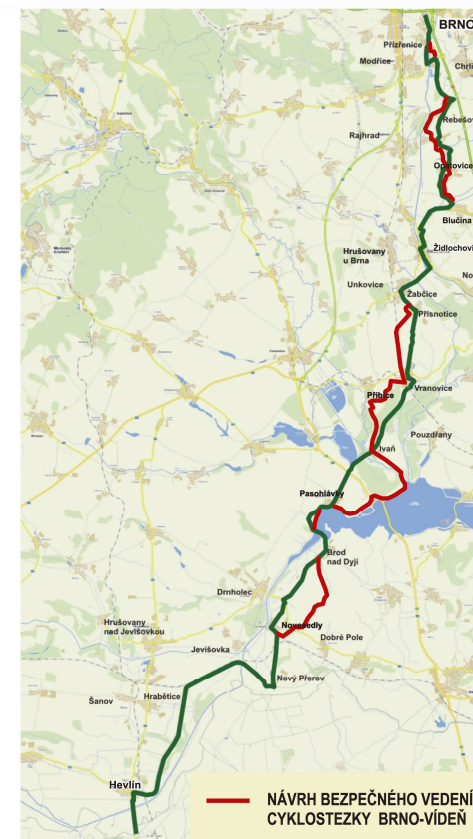 BRNO
Přízřenice
Modřice
Chrl
Rebešov
Rajhrad
Opatovice
Blučina
Židlochovi
Hrušovany
u Brna
No
Unkovice
Žabčice
Přísnotice
Vranovice
Přibice
Pouzdřany
Ivaň
Pasohlávky
Brod
nad Dyjí
Drnholec
Novosedly
Hrušovany
nad Jevišovkou
Dobré Pole
Jevišovka
Nový Přerov
Hrabětice
Šanov
Hevlín
NÁVRH BEZPEČNÉHO VEDENÍ
CYKLOSTEZKY BRNO-VÍDEŇ